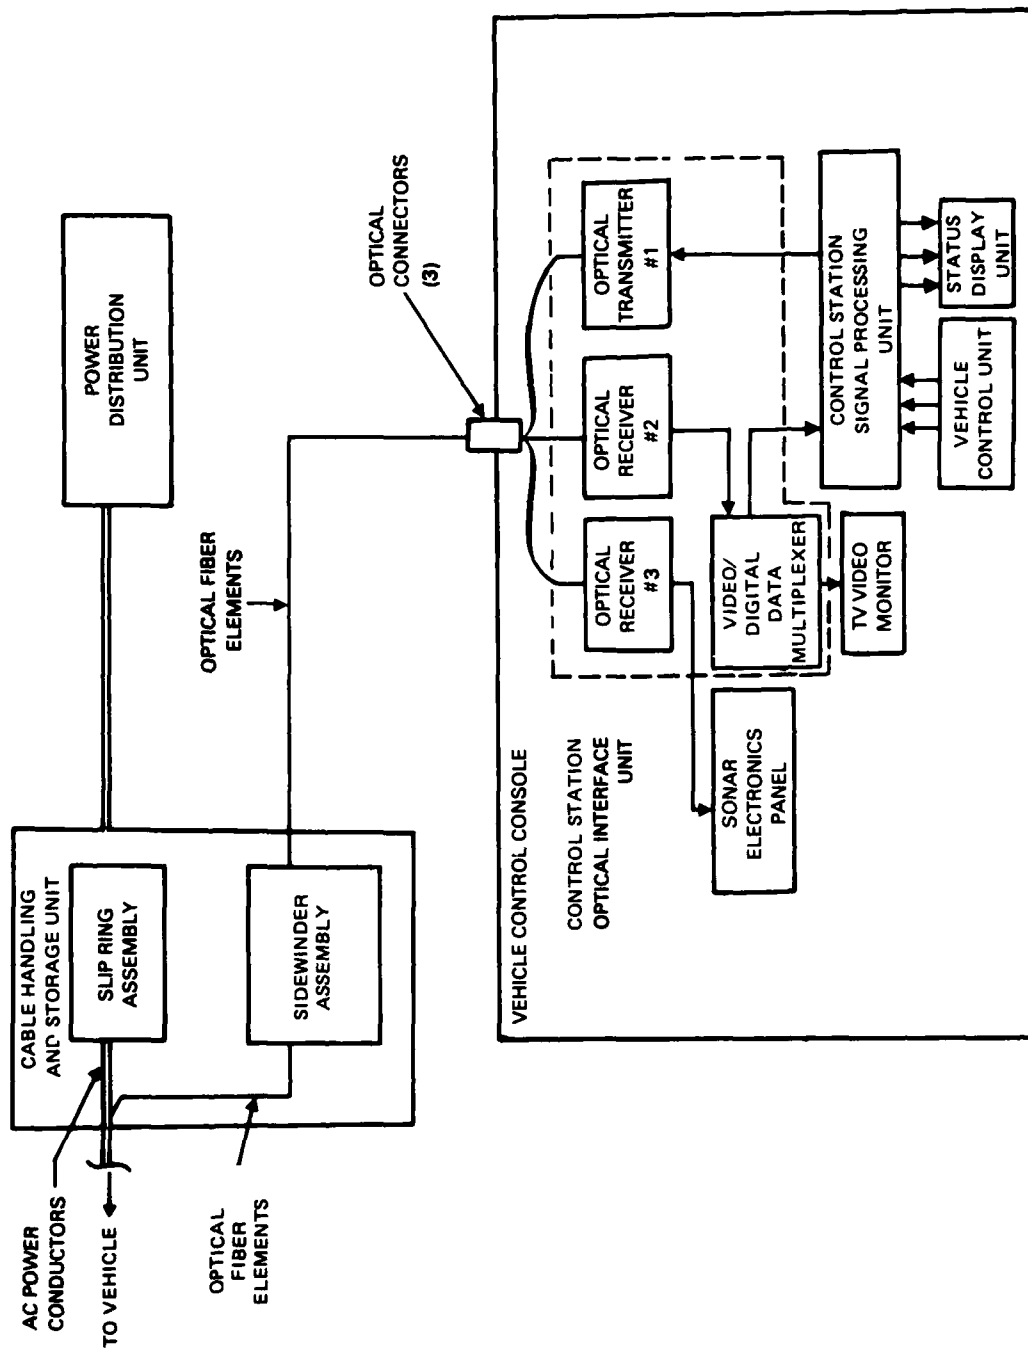 AC POWER
CONDUCTORS
TO VEHICLE
OPTICAL
FIBER
ELEMENTS
CABLE HANDLING
AND STORAGE UNIT
SLIP RING
ASSEMBLY
SIDEWINDER
ASSEMBLY
POWER
DISTRIBUTION
UNIT
OPTICAL FIBER
ELEMENTS
OPTICAL
CONNECTORS
(3)
VEHICLE CONTROL CONSOLE
CONTROL STATION
OPTICAL INTERFACE
UNIT
OPTICAL
RECEIVER
#3
OPTICAL
RECEIVER
#2
OPTICAL
TRANSMITTER
#1
SONAR
ELECTRONICS
PANEL
VIDEO/
DIGITAL
DATA
MULTIPLEXER
TV VIDEO
MONITOR
CONTROL STATION
SIGNAL PROCESSING
UNIT
VEHICLE
CONTROL UNIT
STATUS
DISPLAY
UNIT